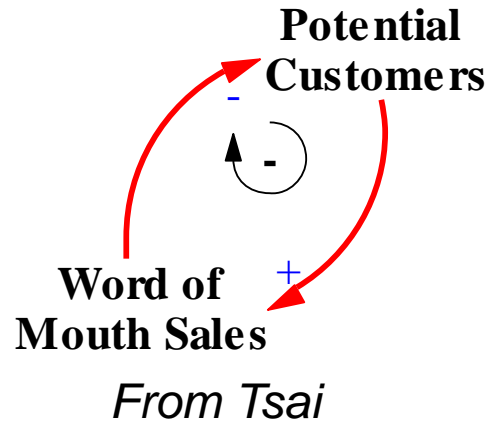 Potential
Customers
-
-
+
Word of
Mouth Sales
From Tsai